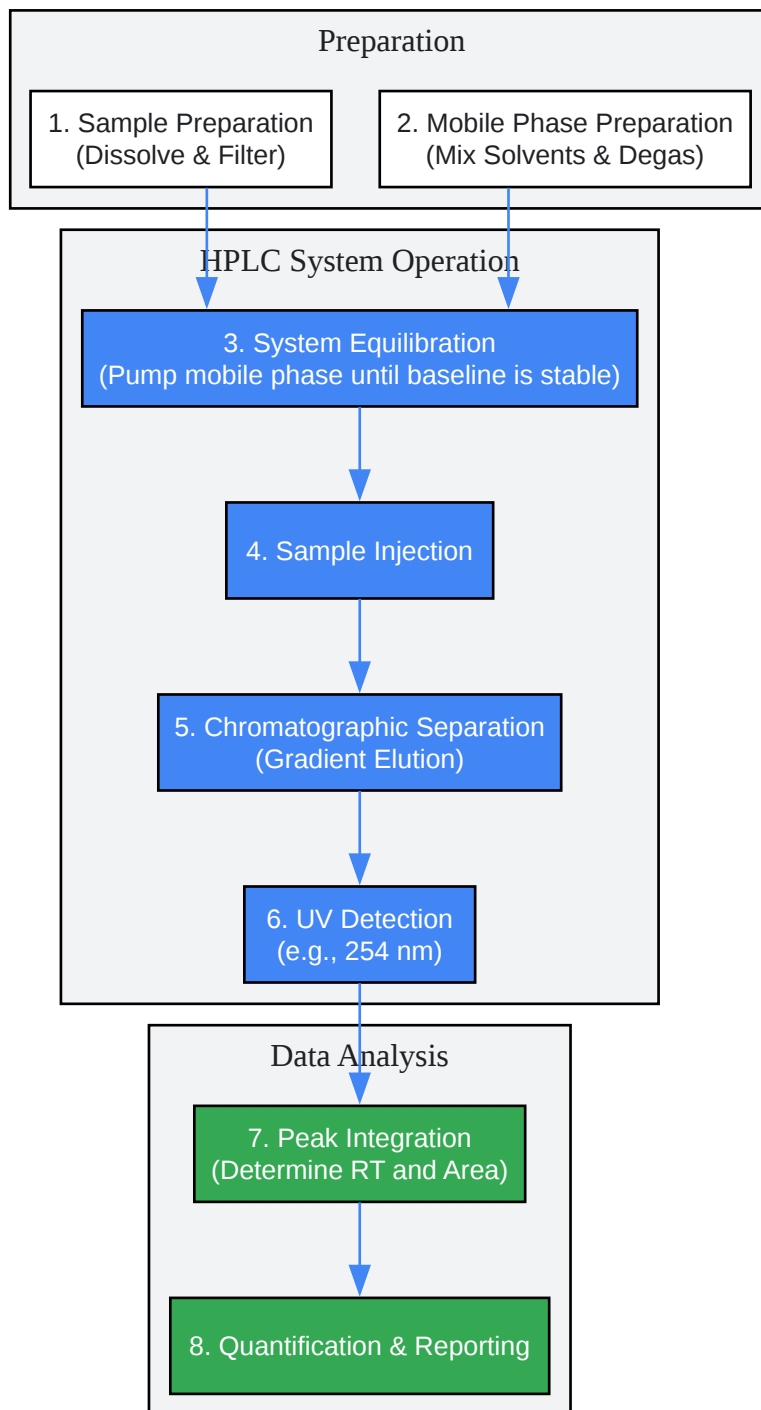 Preparation
1. Sample Preparation
(Dissolve & Filter)
2. Mobile Phase Preparation
(Mix Solvents & Degas)
HPLC System Operation
3. System Equilibration
(Pump mobile phase until baseline is stable)
4. Sample Injection
5. Chromatographic Separation
(Gradient Elution)
6. UV Detection
(e.g., 254 nm)
Data Analysis
7. Peak Integration
(Determine RT and Area)
8. Quantification & Reporting